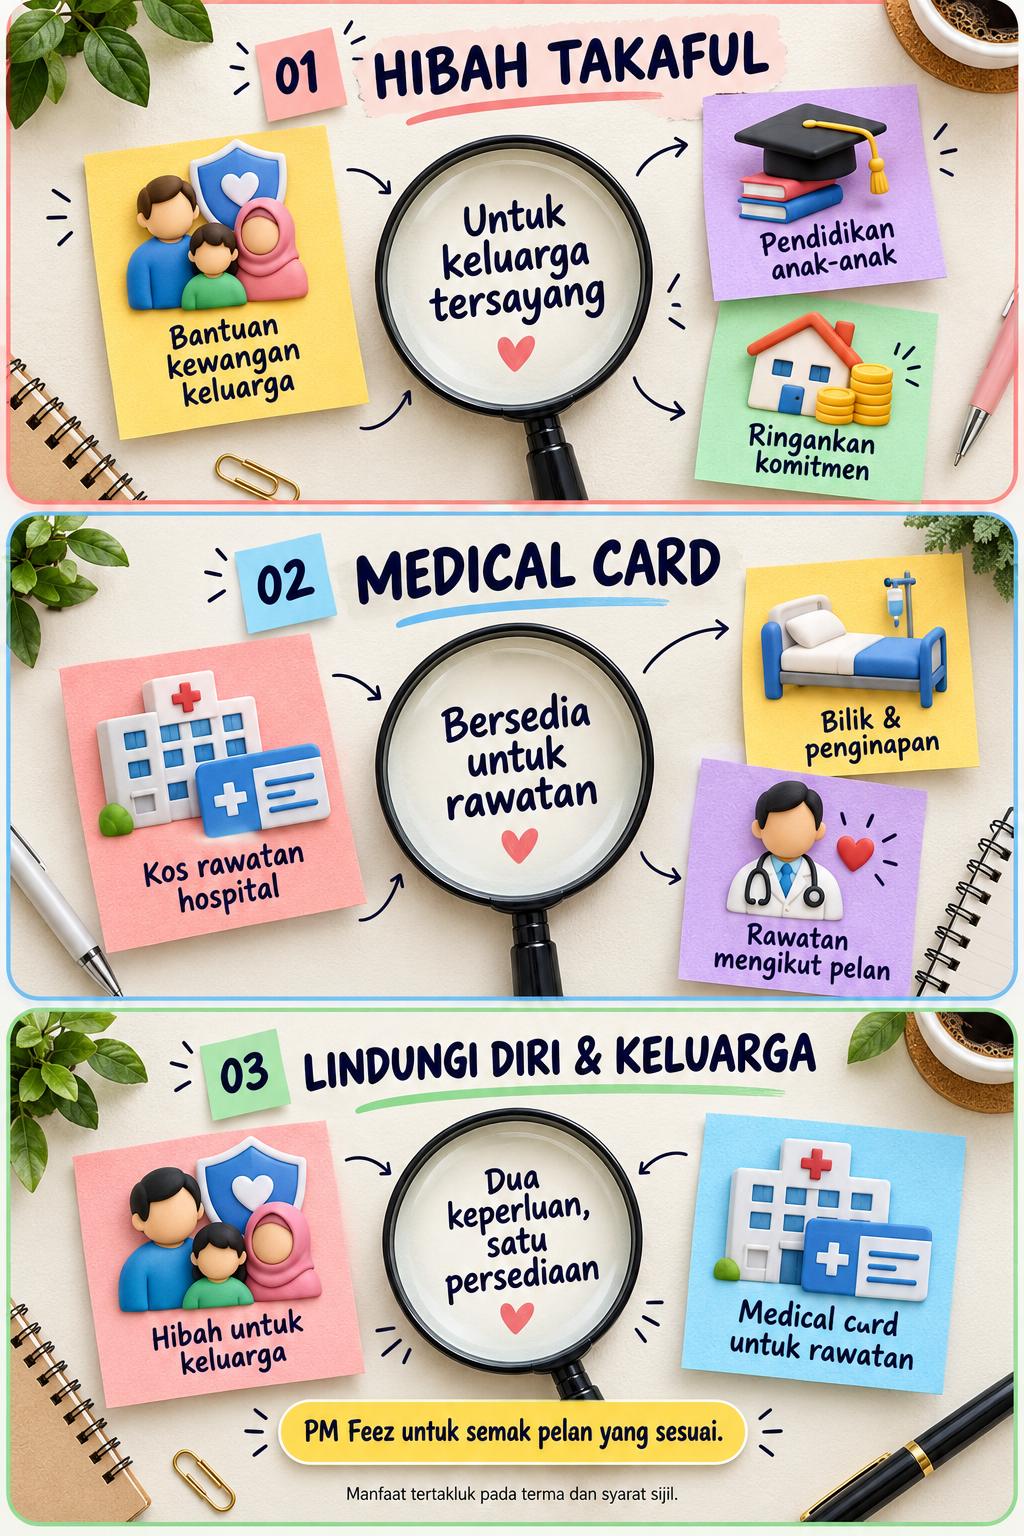 01
HIBAH TAKAFUL
Bantuan
kewangan
keluarga
Untuk
keluarga
tersayang
Pendidikan
anak-anak
Ringankan
komitmen
02
MEDICAL CARD
Kos rawatan
hospital
Bersedia
untuk
rawatan
Bilik &
penginapan
Rawatan
mengikut pelan
03
LINDUNGI DIRI & KELUARGA
Hibah untuk
keluarga
Dua
keperluan,
satu
persediaan
Medical card
untuk rawatan
PM Feez untuk semak pelan yang sesuai.
Manfaat tertakluk pada terma dan syarat sijil.